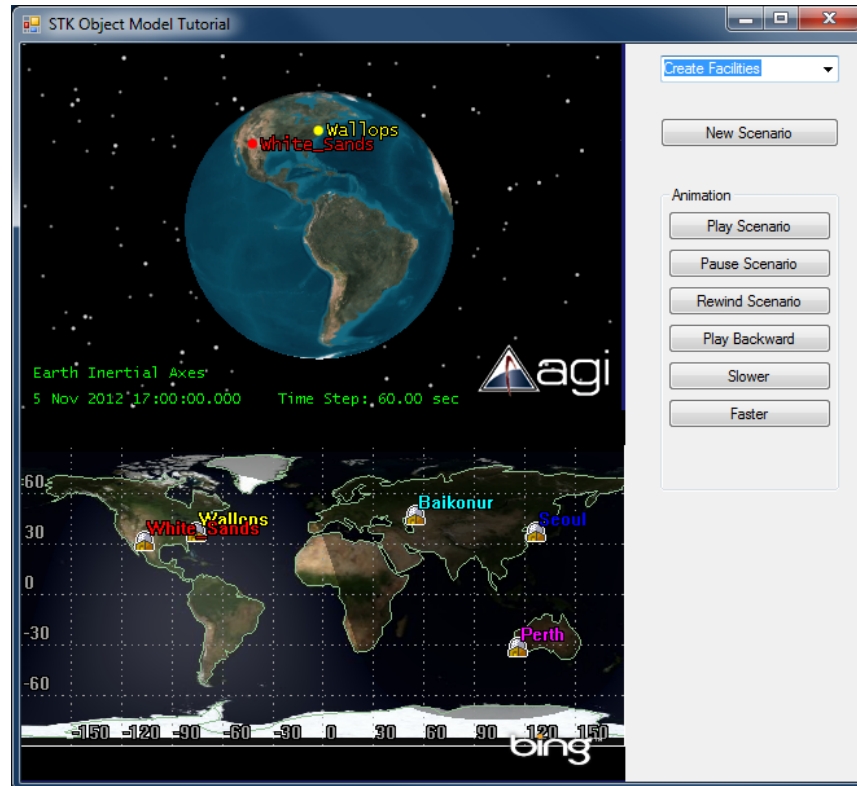 STK Object Model Tutorial
Create Facilities
New Scenario
Animation
Play Scenario
Pause Scenario
Rewind Scenario
Play Backward
Slower
Faster
Wallops
White_Sands
agi
Earth Inertial Axes
5 Nov 2012 17:00:00.000 Time Step: 60.00 sec
60
Baikonur
Wallops
Seoul
White_Sands
30
0
Perth
-30
-60
-150 -120 -90 -60 -30 0 30 60 90 120 150
bing